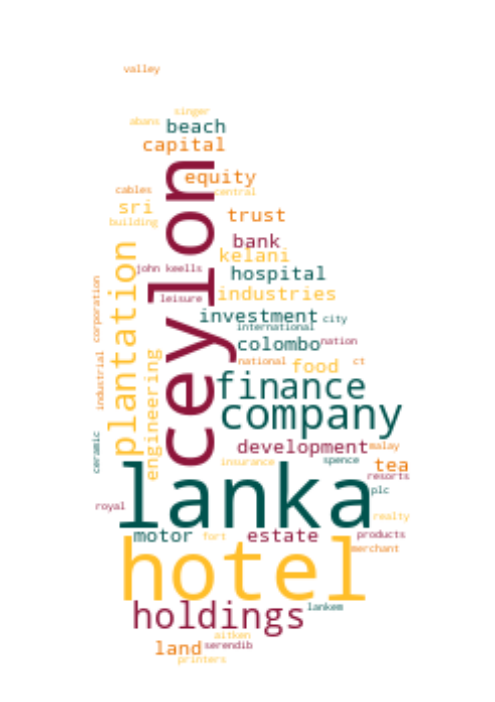 valley
singer
abans
beach
capital
equity
cables
central
sri
building
trust
ceylon
bank
kelani
john keells
hospital
plantation
leisure
industries
corporation
investment
city
international
colombo
nation
industrial
engineering
national
food
ct
finance
company
ceramic
development
malay
insurance
spence
tea
resorts
lanka
plc
royal
realty
motor
fort
estate
products
hotel
merchant
holdings
lankem
aitken
land
serendib
printers